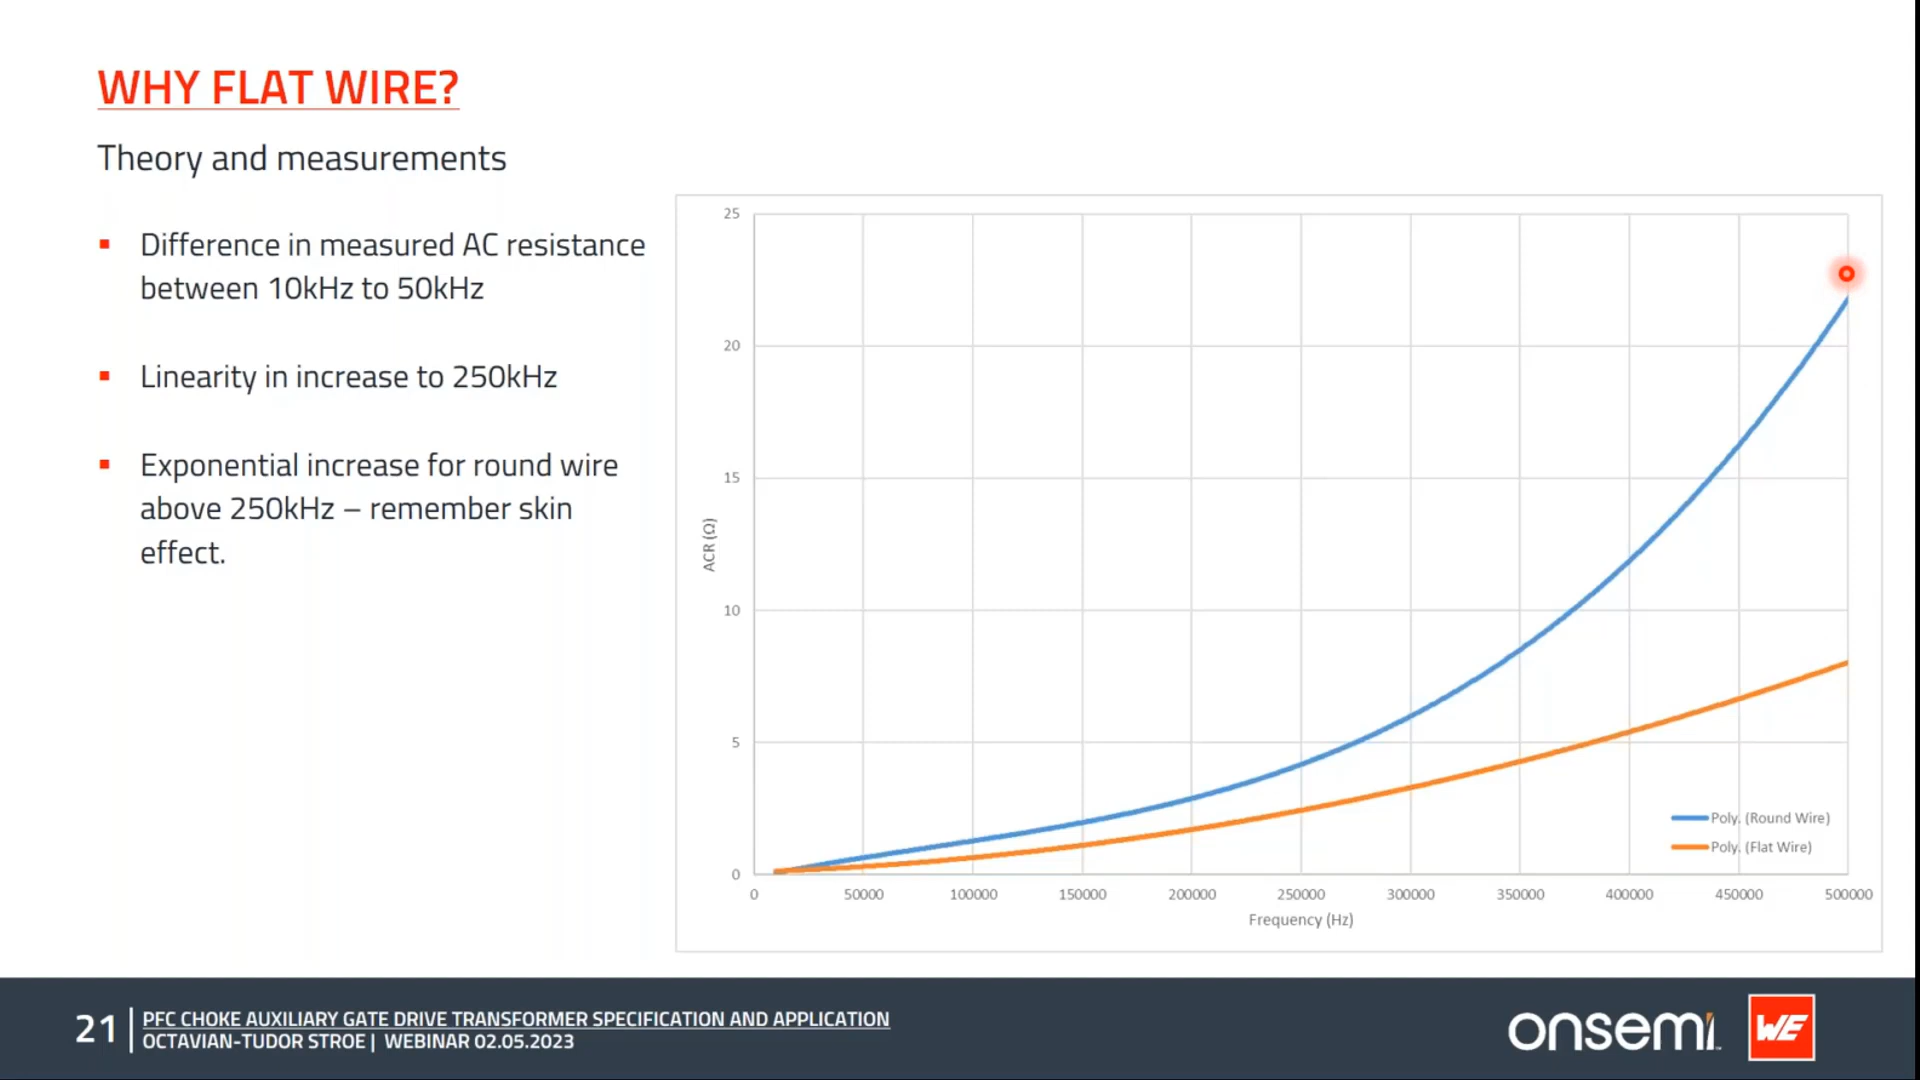 WHY FLAT WIRE?
Theory and measurements
▪ Difference in measured AC resistance
between 10kHz to 50kHz
▪ Linearity in increase to 250kHz
▪ Exponential increase for round wire
above 250kHz – remember skin
effect.
25
20
15
10
5
0
ACR (Ω)
0 50000 100000 150000 200000 250000 300000 350000 400000 450000 500000
Frequency (Hz)
Poly. (Round Wire)
Poly. (Flat Wire)
21
PFC CHOKE AUXILIARY GATE DRIVE TRANSFORMER SPECIFICATION AND APPLICATION
OCTAVIAN-TUDOR STROE | WEBINAR 02.05.2023
onsemi
WE